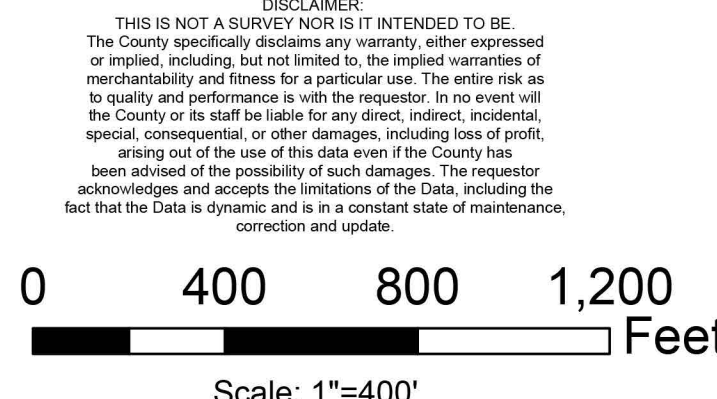 DISCLAIMER:
THIS IS NOT A SURVEY NOR IS IT INTENDED TO BE.
The County specifically disclaims any warranty, either expressed
or implied, including, but not limited to, the implied warranties of
merchantability and fitness for a particular use. The entire risk as
to quality and performance is with the requestor. In no event will
the County or its staff be liable for any direct, indirect, incidental,
special, consequential, or other damages, including loss of profit,
arising out of the use of this data even if the County has
been advised of the possibility of such damages. The requestor
acknowledges and accepts the limitations of the Data, including the
fact that the Data is dynamic and is in a constant state of maintenance,
correction and update.
0 400 800 1,200
Feet
Scale: 1"=400'